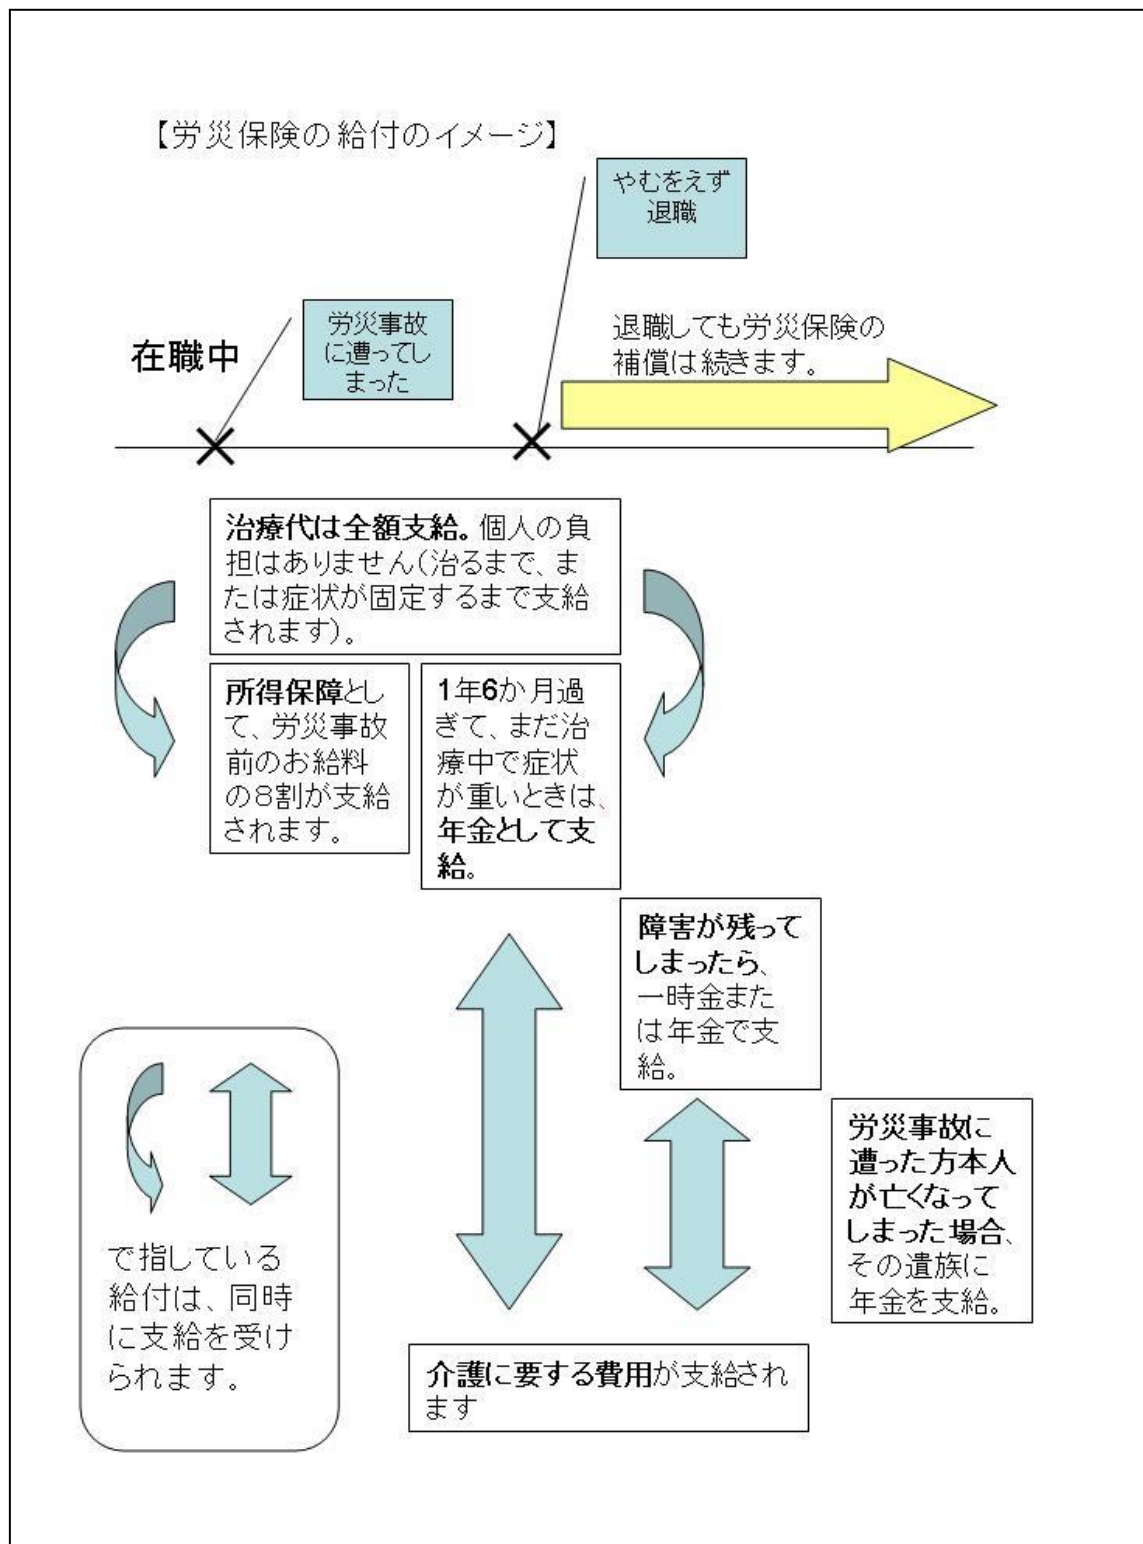 【労災保険の給付のイメージ】
やむをえず
退職
労災事故
に遭ってし
まった
在職中
退職しても労災保険の
補償は続きます。
治療代は全額支給。個人の負
担はありません(治るまで、ま
たは症状が固定するまで支給
されます)。
所得保障とし
て、労災事故
前のお給料
の8割が支給
されます。
1年6か月過
ぎて、まだ治
療中で症状
が重いときは、
年金として支
給。
障害が残って
しまったら、
一時金また
は年金で支
給。
労災事故に
遭った方本人
が亡くなって
しまった場合、
その遺族に
年金を支給。
で指している
給付は、同時
に支給を受け
られます。
介護に要する費用が支給され
ます